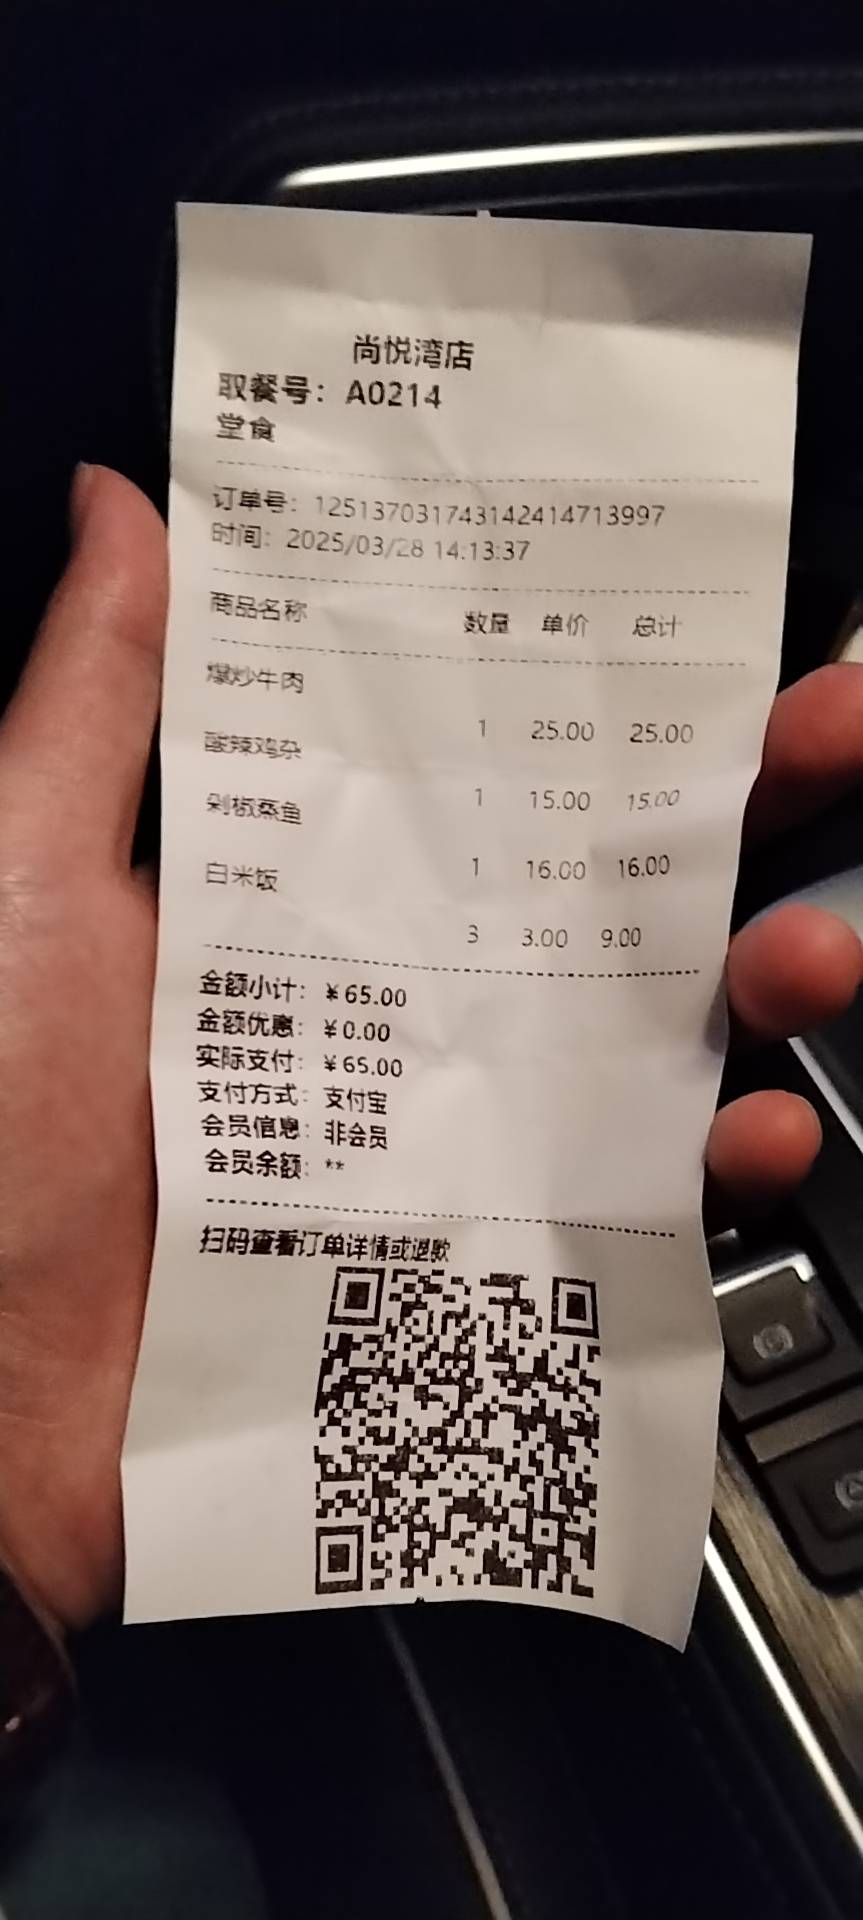 尚悦湾店
取餐号：A0214
堂食
订单号：125137031743142414713997
时间：2025/03/28 14:13:37
商品名称 数量 单价 总计
爆炒牛肉
1 25.00 25.00
酸辣鸡杂
1 15.00 15.00
剁椒蒸鱼
1 16.00 16.00
白米饭
3 3.00 9.00
金额小计：￥65.00
金额优惠：￥0.00
实际支付：￥65.00
支付方式：支付宝
会员信息：非会员
会员余额：**
扫码查看订单详情或退款